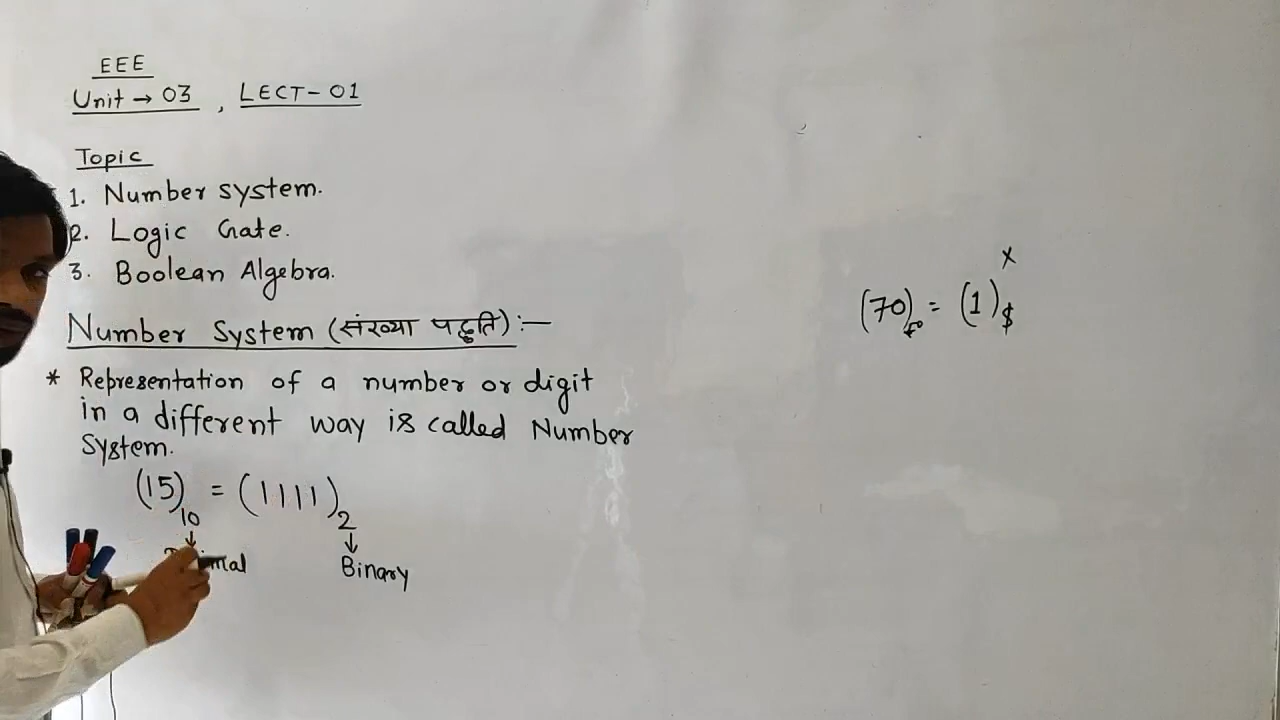 EEE
Unit → 03 , LECT-01
Topic
1. Number system.
2. Logic Gate.
3. Boolean Algebra.
Number System (संख्या पद्धति) :—
* Representation of a number or digit
in a different way is called Number
System.
(15)10 = (1111)2
↓ ↓
Binary
x
(70) = (1)$